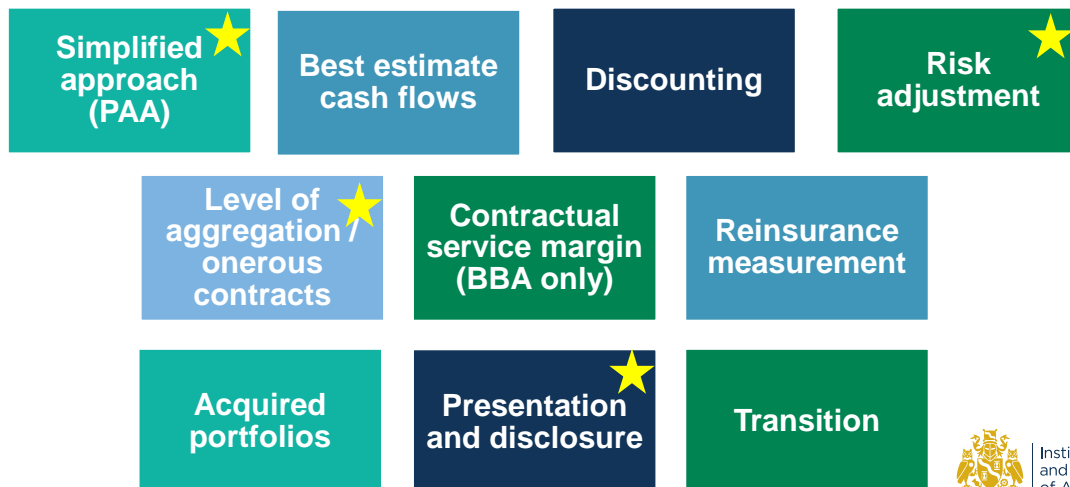 Simplified
approach
(PAA)
Best estimate
cash flows
Discounting
Risk
adjustment
Level of
aggregation /
onerous
contracts
Contractual
service margin
(BBA only)
Reinsurance
measurement
Acquired
portfolios
Presentation
and disclosure
Transition
and